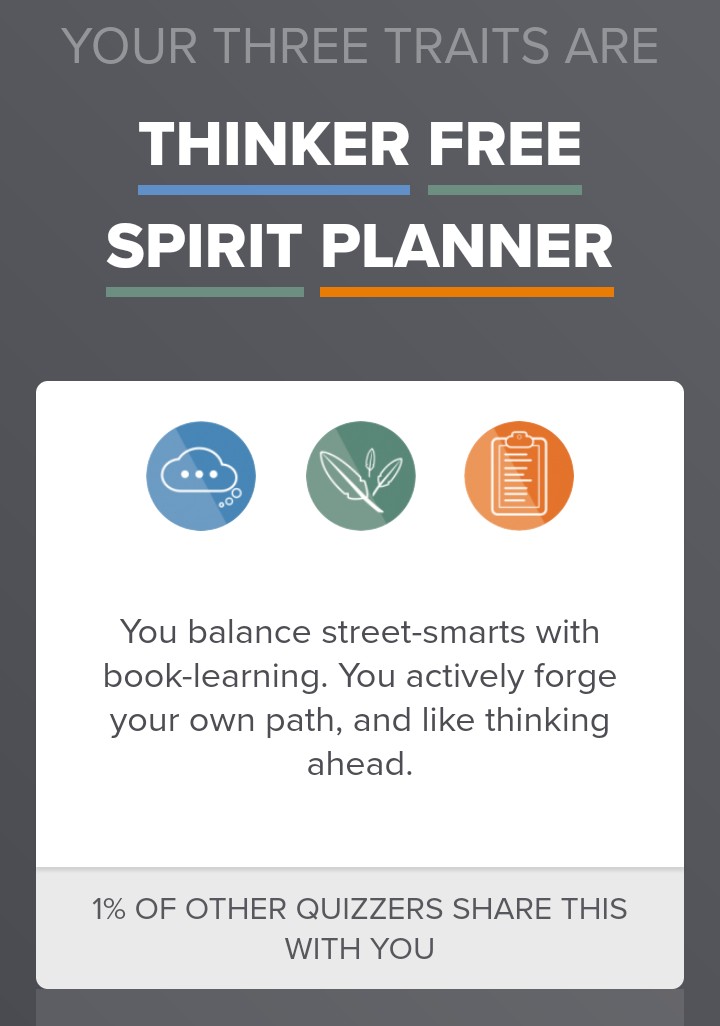 YOUR THREE TRAITS ARE
THINKER FREE
SPIRIT PLANNER
You balance street-smarts with
book-learning. You actively forge
your own path, and like thinking
ahead.
1% OF OTHER QUIZZERS SHARE THIS
WITH YOU